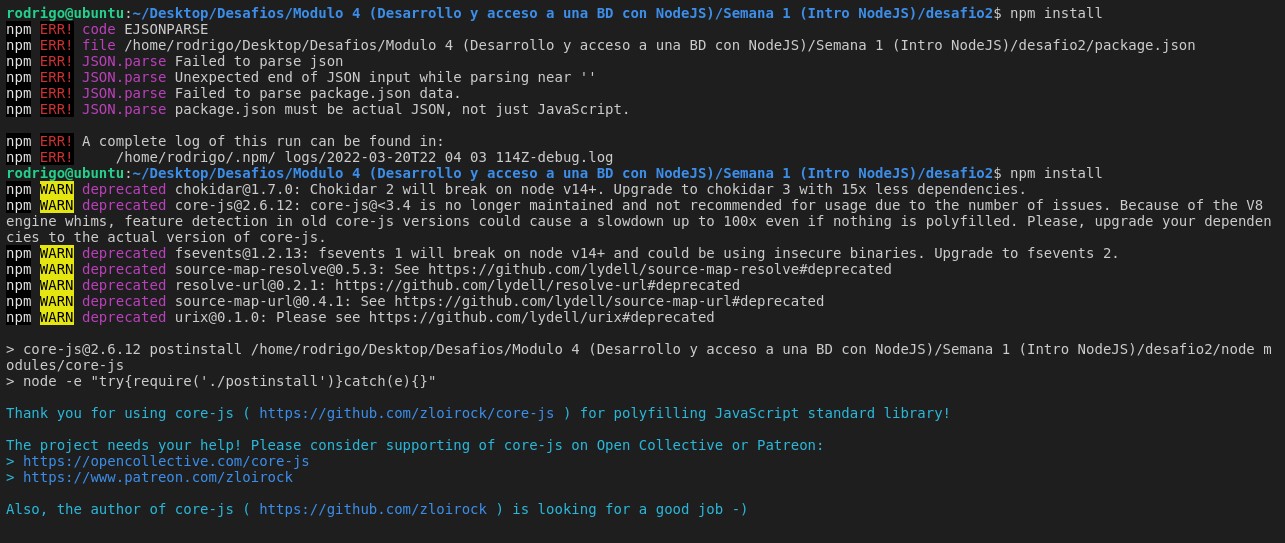 rodrigo@ubuntu:~/Desktop/Desafios/Modulo 4 (Desarrollo y acceso a una BD con NodeJS)/Semana 1 (Intro NodeJS)/desafio2$ npm install
npm ERR! code EJSONPARSE
npm ERR! file /home/rodrigo/Desktop/Desafios/Modulo 4 (Desarrollo y acceso a una BD con NodeJS)/Semana 1 (Intro NodeJS)/desafio2/package.json
npm ERR! JSON.parse Failed to parse json
npm ERR! JSON.parse Unexpected end of JSON input while parsing near ''
npm ERR! JSON.parse Failed to parse package.json data.
npm ERR! JSON.parse package.json must be actual JSON, not just JavaScript.
npm ERR! A complete log of this run can be found in:
npm ERR!     /home/rodrigo/.npm/ logs/2022-03-20T22 04 03 114Z-debug.log
rodrigo@ubuntu:~/Desktop/Desafios/Modulo 4 (Desarrollo y acceso a una BD con NodeJS)/Semana 1 (Intro NodeJS)/desafio2$ npm install
npm WARN deprecated chokidar@1.7.0: Chokidar 2 will break on node v14+. Upgrade to chokidar 3 with 15x less dependencies.
npm WARN deprecated core-js@2.6.12: core-js@<3.4 is no longer maintained and not recommended for usage due to the number of issues. Because of the V8
engine whims, feature detection in old core-js versions could cause a slowdown up to 100x even if nothing is polyfilled. Please, upgrade your dependen
cies to the actual version of core-js.
npm WARN deprecated fsevents@1.2.13: fsevents 1 will break on node v14+ and could be using insecure binaries. Upgrade to fsevents 2.
npm WARN deprecated source-map-resolve@0.5.3: See https://github.com/lydell/source-map-resolve#deprecated
npm WARN deprecated resolve-url@0.2.1: https://github.com/lydell/resolve-url#deprecated
npm WARN deprecated source-map-url@0.4.1: See https://github.com/lydell/source-map-url#deprecated
npm WARN deprecated urix@0.1.0: Please see https://github.com/lydell/urix#deprecated
> core-js@2.6.12 postinstall /home/rodrigo/Desktop/Desafios/Modulo 4 (Desarrollo y acceso a una BD con NodeJS)/Semana 1 (Intro NodeJS)/desafio2/node m
odules/core-js
> node -e "try{require('./postinstall')}catch(e){}"
Thank you for using core-js ( https://github.com/zloirock/core-js ) for polyfilling JavaScript standard library!
The project needs your help! Please consider supporting of core-js on Open Collective or Patreon:
> https://opencollective.com/core-js
> https://www.patreon.com/zloirock
Also, the author of core-js ( https://github.com/zloirock ) is looking for a good job -)